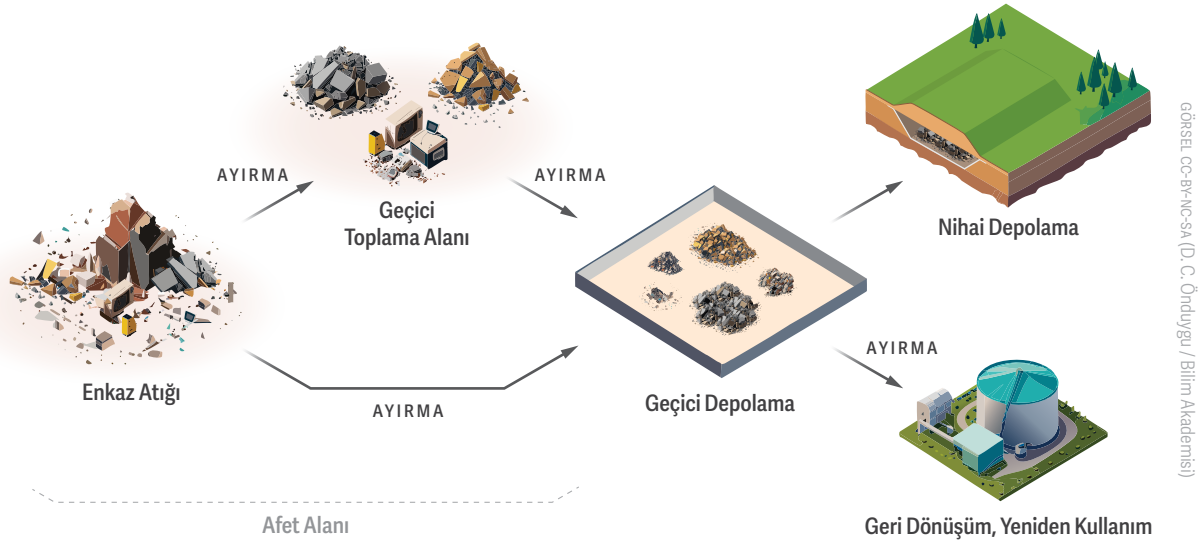 AYIRMA
Geçici
Toplama Alanı
AYIRMA
Enkaz Atığı
AYIRMA
Geçici Depolama
Nihai Depolama
AYIRMA
Geri Dönüşüm, Yeniden Kullanım
Afet Alanı
GÖRSEL CC-BY-NC-SA (D. C. Önduygu / Bilim Akademisi)